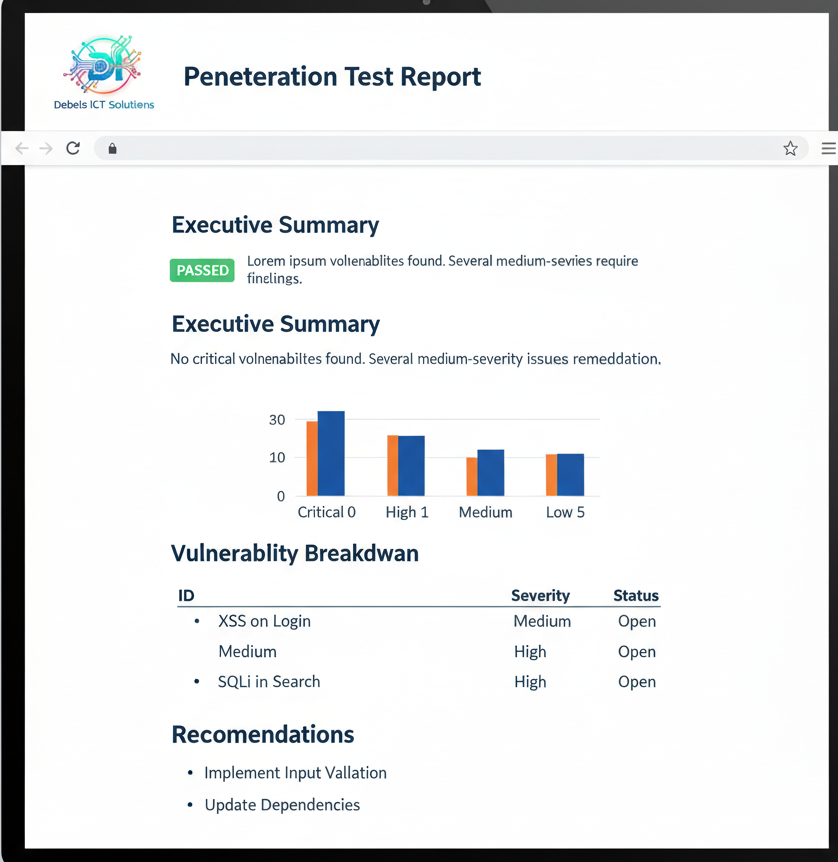 Debels ICT Solutiens
Peneteration Test Report
Executive Summary
PASSED
Lorem ipsum volıenablites found. Several medium-sevries require
finelings.
Executive Summary
No critical volnenabiltes found. Several medium-severity issues remeddation.
30
10
0
Critical 0
High 1
Medium
Low 5
Vulnerablity Breakdwan
ID Severity Status
• XSS on Login Medium Open
Medium High Open
• SQLi in Search High Open
Recomendations
• Implement Input Vallation
• Update Dependencies